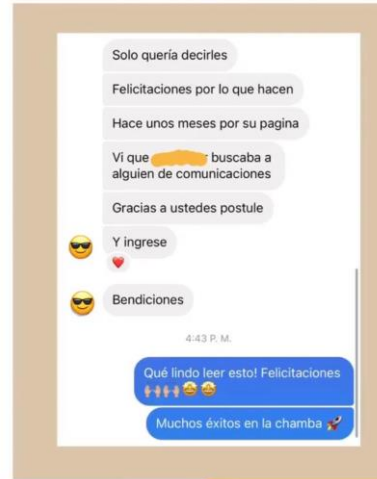 Solo quería decirles
Felicitaciones por lo que hacen
Hace unos meses por su pagina
Vi que buscaba a
alguien de comunicaciones
Gracias a ustedes postule
Y ingrese
Bendiciones
4:43 P. M.
Qué lindo leer esto! Felicitaciones
Muchos éxitos en la chamba